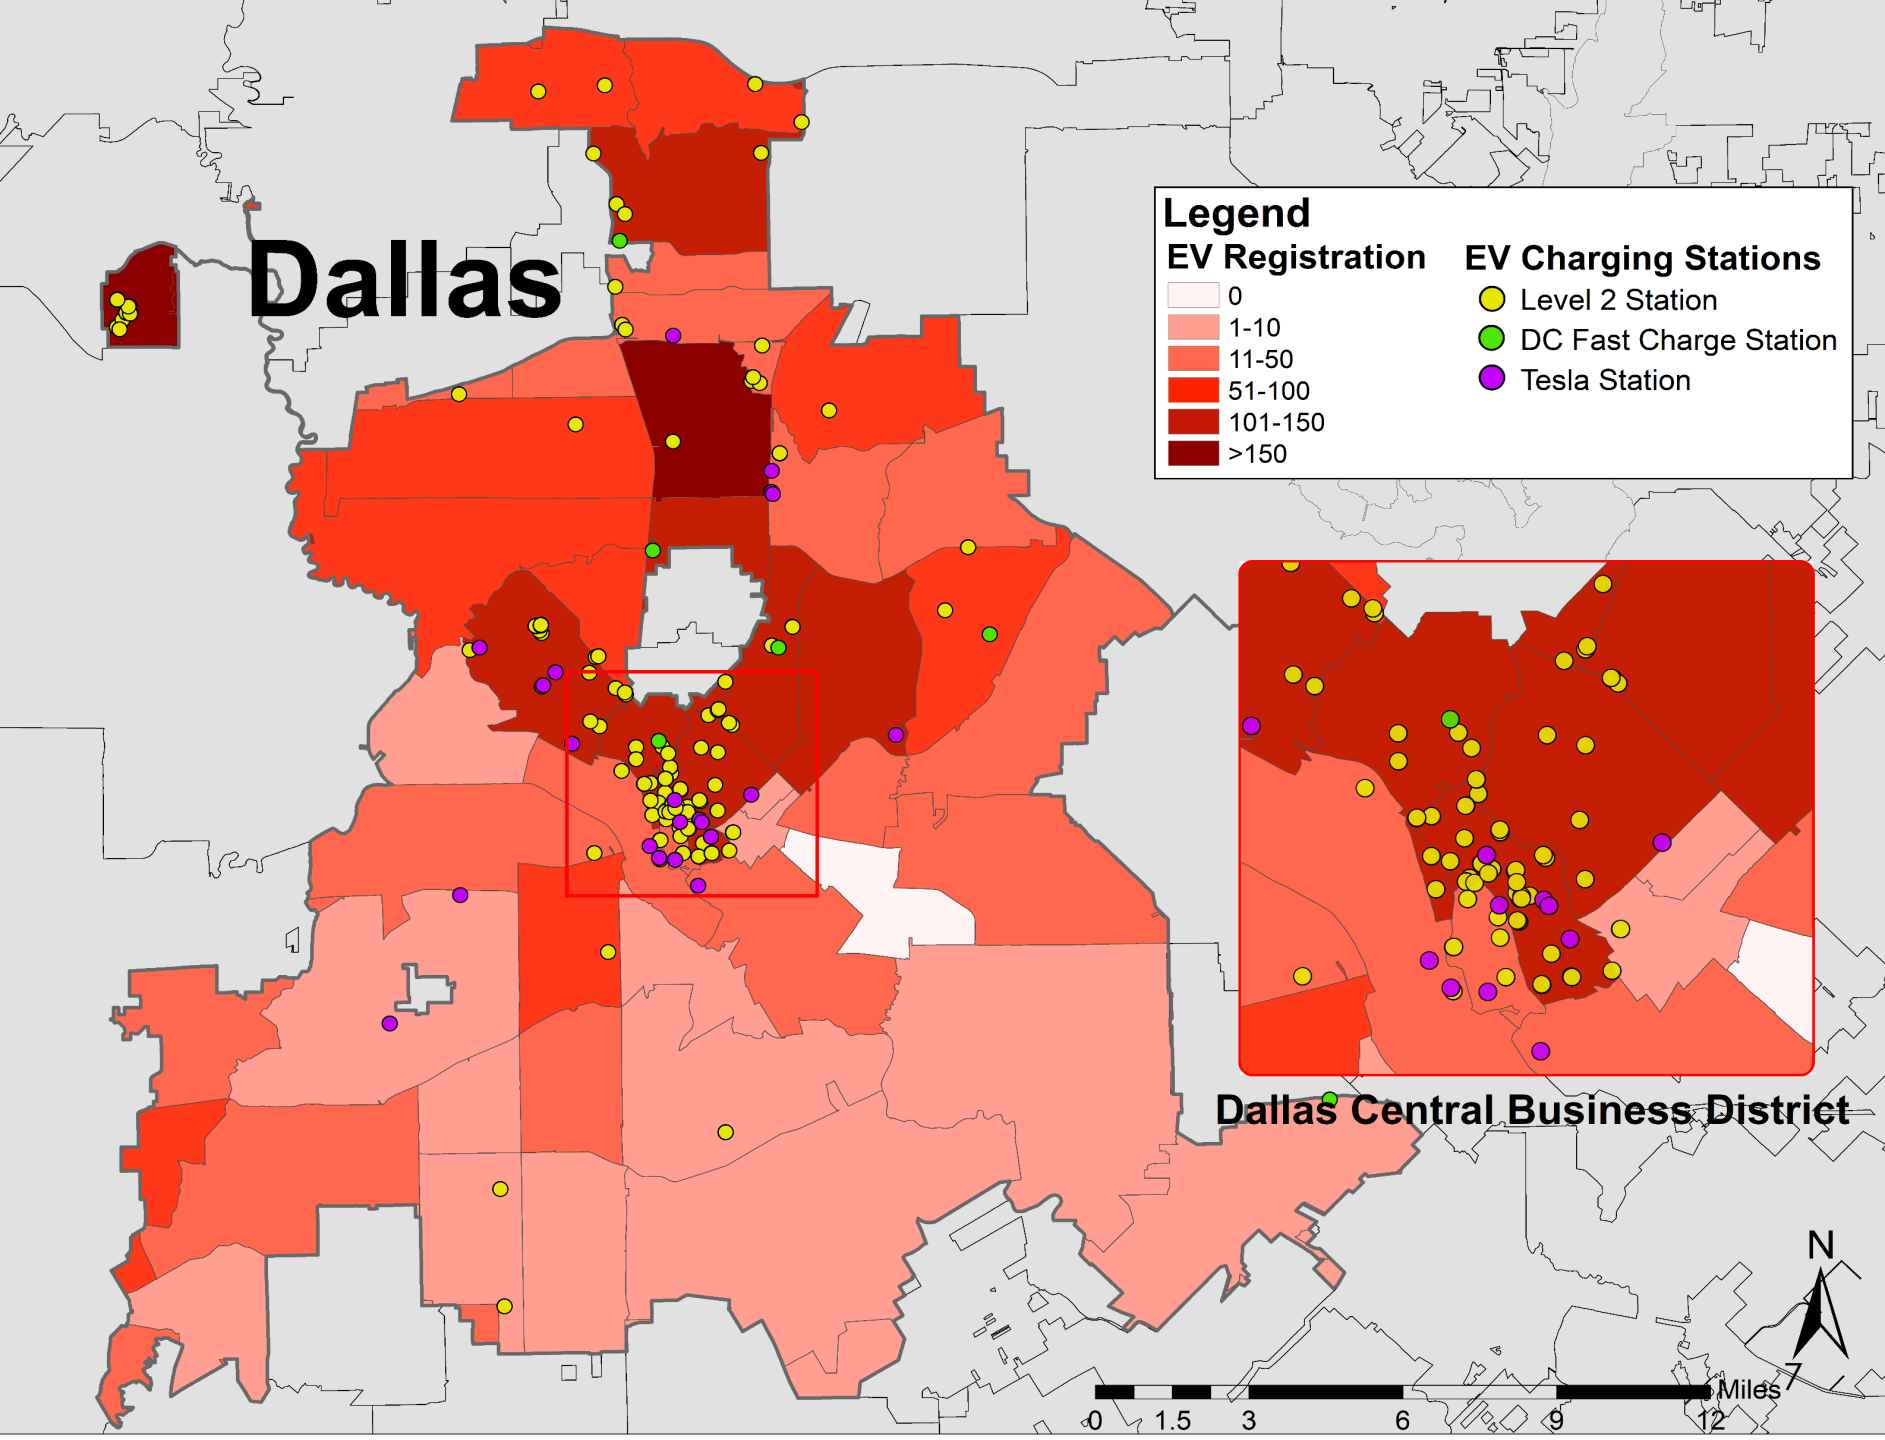 Dallas
Legend
EV Registration
0
1-10
11-50
51-100
101-150
>150
EV Charging Stations
Level 2 Station
DC Fast Charge Station
Tesla Station
Dallas Central Business District
N
Miles
0 1.5 3 6 9 12